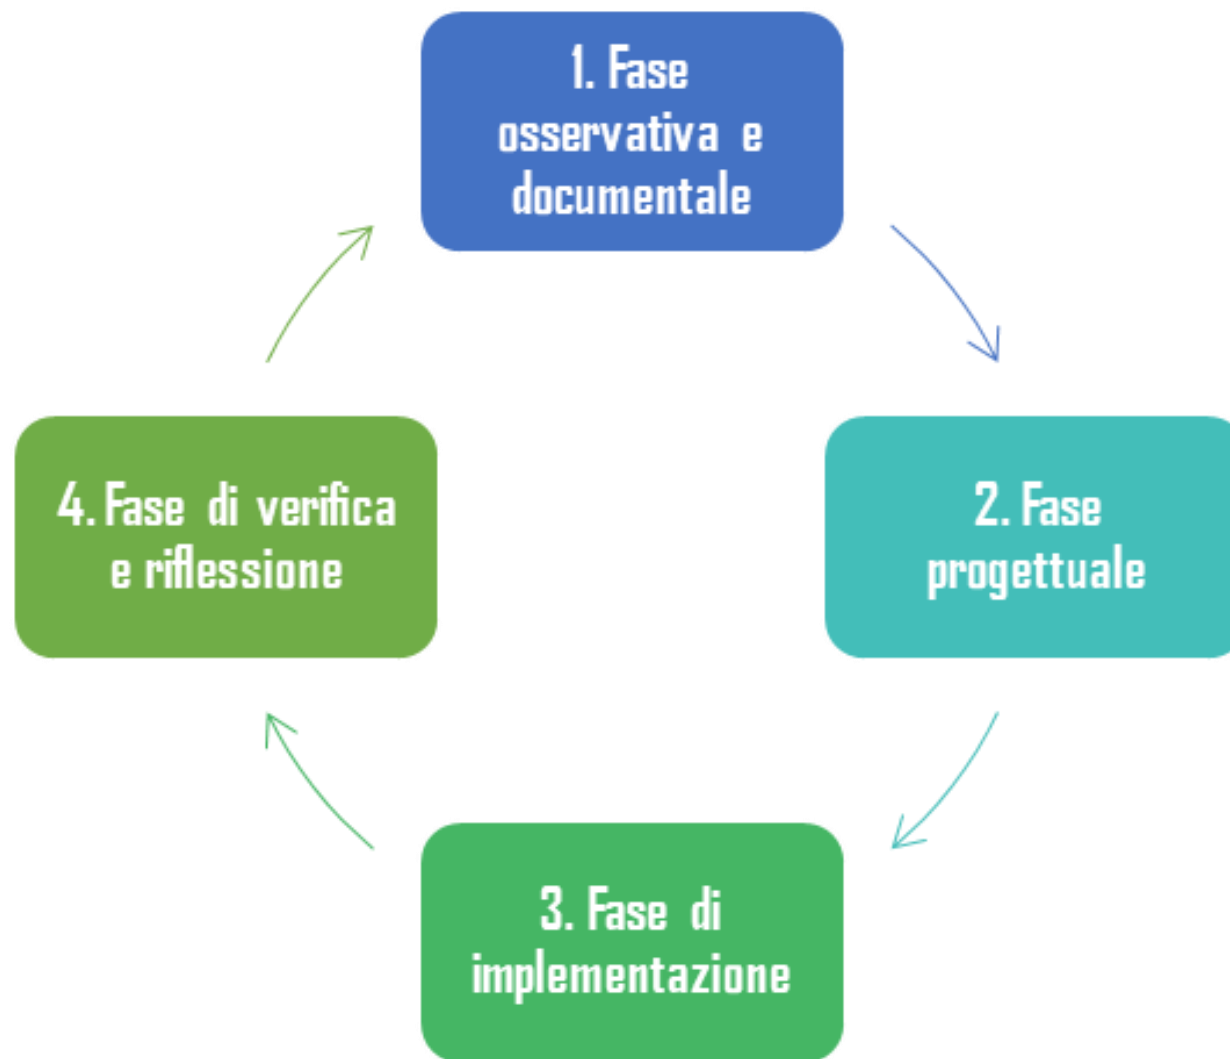 1. Fase
osservativa e
documentale
2. Fase
progettuale
3. Fase di
implementazione
4. Fase di verifica
e riflessione